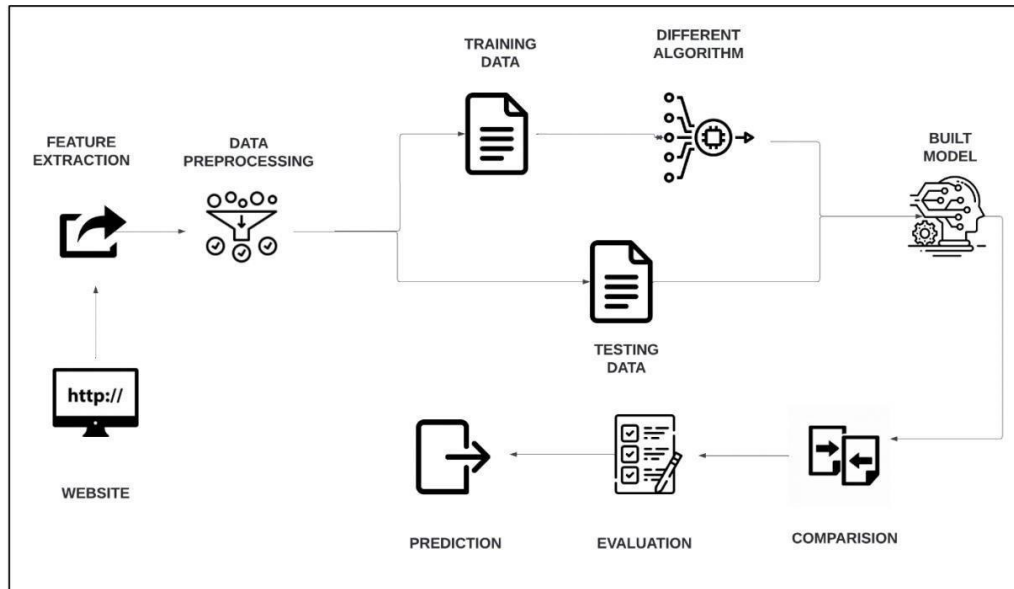 TRAINING
DATA
DIFFERENT
ALGORITHM
FEATURE
EXTRACTION
DATA
PREPROCESSING
BUILT
MODEL
http://
TESTING
DATA
WEBSITE
PREDICTION
EVALUATION
COMPARISION